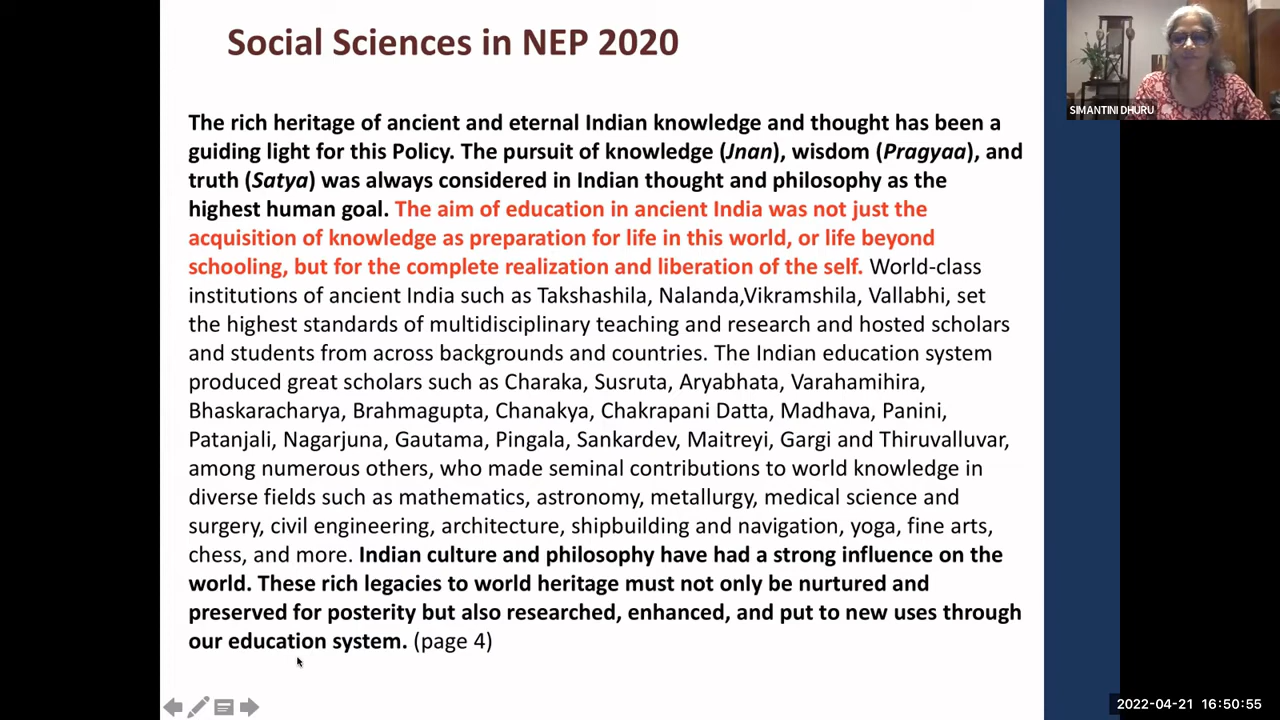 Social Sciences in NEP 2020
SIMANTINI DHURU
The rich heritage of ancient and eternal Indian knowledge and thought has been a
guiding light for this Policy. The pursuit of knowledge (Jnan), wisdom (Pragyaa), and
truth (Satya) was always considered in Indian thought and philosophy as the
highest human goal. The aim of education in ancient India was not just the
acquisition of knowledge as preparation for life in this world, or life beyond
schooling, but for the complete realization and liberation of the self. World-class
institutions of ancient India such as Takshashila, Nalanda,Vikramshila, Vallabhi, set
the highest standards of multidisciplinary teaching and research and hosted scholars
and students from across backgrounds and countries. The Indian education system
produced great scholars such as Charaka, Susruta, Aryabhata, Varahamihira,
Bhaskaracharya, Brahmagupta, Chanakya, Chakrapani Datta, Madhava, Panini,
Patanjali, Nagarjuna, Gautama, Pingala, Sankardev, Maitreyi, Gargi and Thiruvalluvar,
among numerous others, who made seminal contributions to world knowledge in
diverse fields such as mathematics, astronomy, metallurgy, medical science and
surgery, civil engineering, architecture, shipbuilding and navigation, yoga, fine arts,
chess, and more. Indian culture and philosophy have had a strong influence on the
world. These rich legacies to world heritage must not only be nurtured and
preserved for posterity but also researched, enhanced, and put to new uses through
our education system. (page 4)
2022-04-21 16:50:55